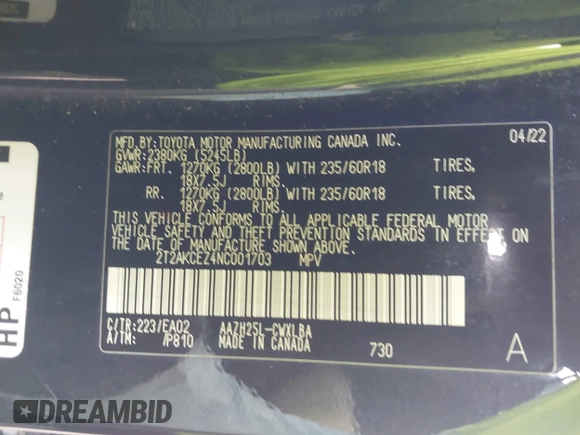 MFD.BY:TOYOTA MOTOR MANUFACTURING CANADA INC. 04/22
GVWR:2380KG (5245LB)
GAWR:FRT. 1270KG (2800LB) WITH 235/60R18 TIRES,
18X7.5J RIMS
RR. 1270KG (2800LB) WITH 235/60R18 TIRES,
18X7.5J RIMS
THIS VEHICLE CONFORMS TO ALL APPLICABLE FEDERAL MOTOR
VEHICLE SAFETY AND THEFT PREVENTION STANDARDS IN EFFECT ON
THE DATE OF MANUFACTURE SHOWN ABOVE.
2T2AKCEZ4NC001703 MPV
C/TR:223/EA02 AAZH25L-CWXLBA
A/TM: /P810 MADE IN CANADA 730 A
HP
F6020
DREAMBID